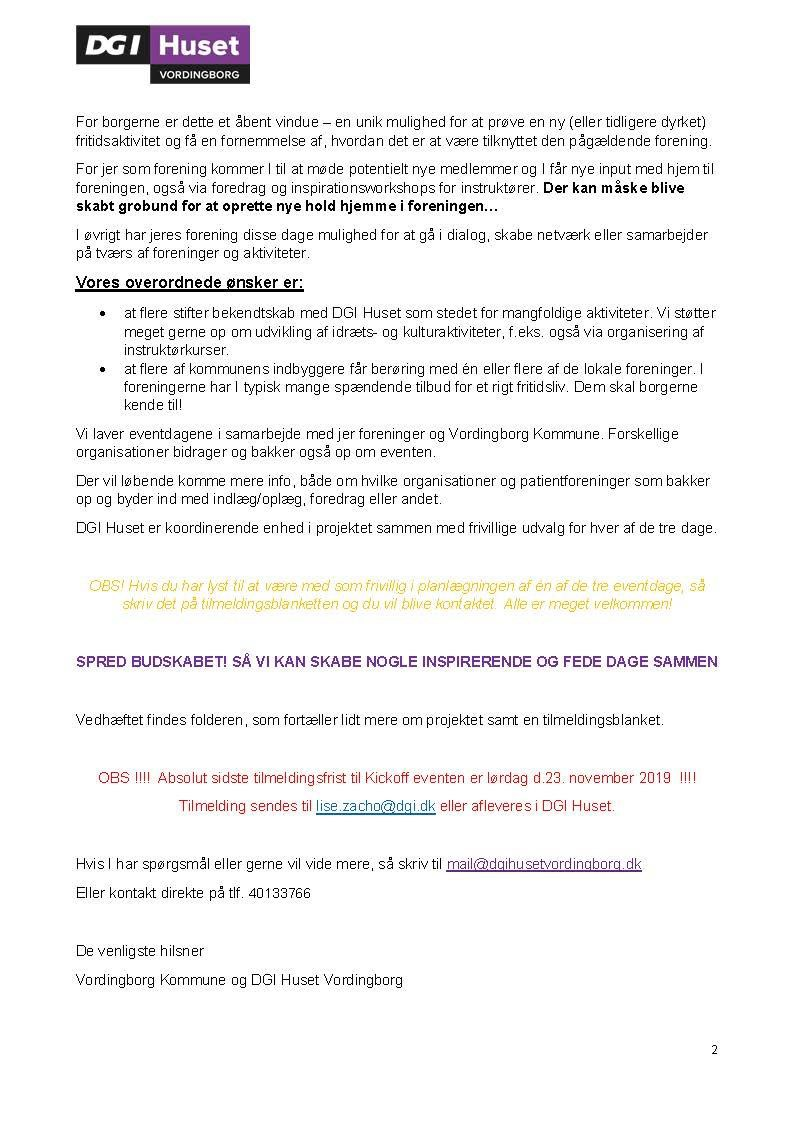 DGI Huset
VORDINGBORG
For borgerne er dette et åbent vindue – en unik mulighed for at prøve en ny (eller tidligere dyrket)
fritidsaktivitet og få en fornemmelse af, hvordan det er at være tilknyttet den pågældende forening.
For jer som forening kommer I til at møde potentielt nye medlemmer og I får nye input med hjem til
foreningen, også via foredrag og inspirationsworkshops for instruktører. Der kan måske blive
skabt grobund for at oprette nye hold hjemme i foreningen…
I øvrigt har jeres forening disse dage mulighed for at gå i dialog, skabe netværk eller samarbejder
på tværs af foreninger og aktiviteter.
Vores overordnede ønsker er:
• at flere stifter bekendtskab med DGI Huset som stedet for mangfoldige aktiviteter. Vi støtter
meget gerne op om udvikling af idræts- og kulturaktiviteter, f.eks. også via organisering af
instruktørkurser.
• at flere af kommunens indbyggere får berøring med én eller flere af de lokale foreninger. I
foreningerne har I typisk mange spændende tilbud for et rigt fritidsliv. Dem skal borgerne
kende til!
Vi laver eventdagene i samarbejde med jer foreninger og Vordingborg Kommune. Forskellige
organisationer bidrager og bakker også op om eventen.
Der vil løbende komme mere info, både om hvilke organisationer og patientforeninger som bakker
op og byder ind med indlæg/oplæg, foredrag eller andet.
DGI Huset er koordinerende enhed i projektet sammen med frivillige udvalg for hver af de tre dage.
OBS! Hvis du har lyst til at være med som frivillig i planlægningen af én af de tre eventdage, så
skriv det på tilmeldingsblanketten og du vil blive kontaktet. Alle er meget velkommen!
SPRED BUDSKABET! SÅ VI KAN SKABE NOGLE INSPIRERENDE OG FEDE DAGE SAMMEN
Vedhæftet findes folderen, som fortæller lidt mere om projektet samt en tilmeldingsblanket.
OBS !!!! Absolut sidste tilmeldingsfrist til Kickoff eventen er lørdag d.23. november 2019 !!!!
Tilmelding sendes til lise.zacho@dgi.dk eller afleveres i DGI Huset.
Hvis I har spørgsmål eller gerne vil vide mere, så skriv til mail@dgihusetvordingborg.dk
Eller kontakt direkte på tlf. 40133766
De venligste hilsner
Vordingborg Kommune og DGI Huset Vordingborg
2